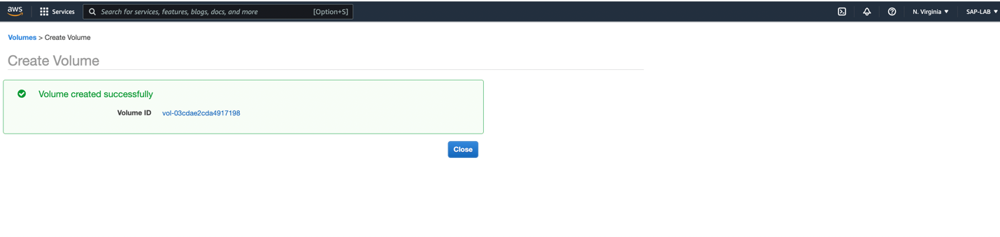 aws Services Search for services, features, blogs, docs, and more [Option+S] N. Virginia ▼ SAP-LAB ▼
Volumes > Create Volume
Create Volume
Volume created successfully
Volume ID vol-03cdae2cda4917198
Close